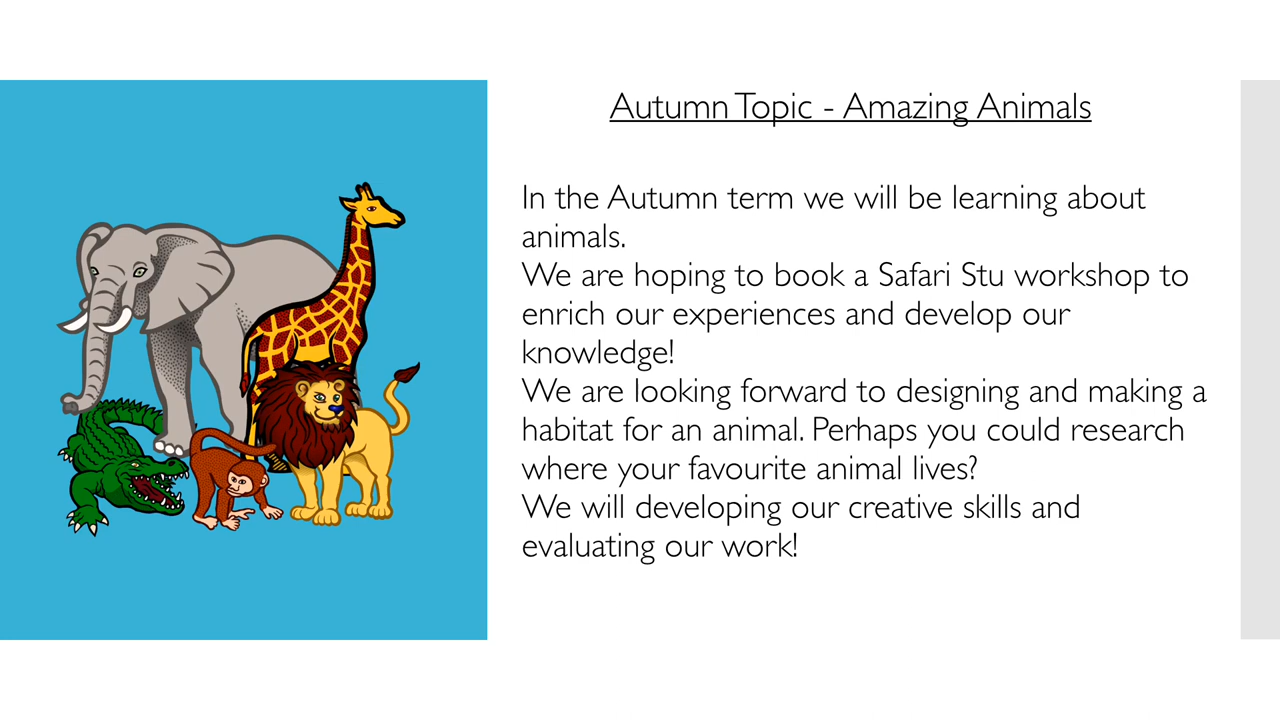 Autumn Topic - Amazing Animals
In the Autumn term we will be learning about
animals.
We are hoping to book a Safari Stu workshop to
enrich our experiences and develop our
knowledge!
We are looking forward to designing and making a
habitat for an animal. Perhaps you could research
where your favourite animal lives?
We will developing our creative skills and
evaluating our work!